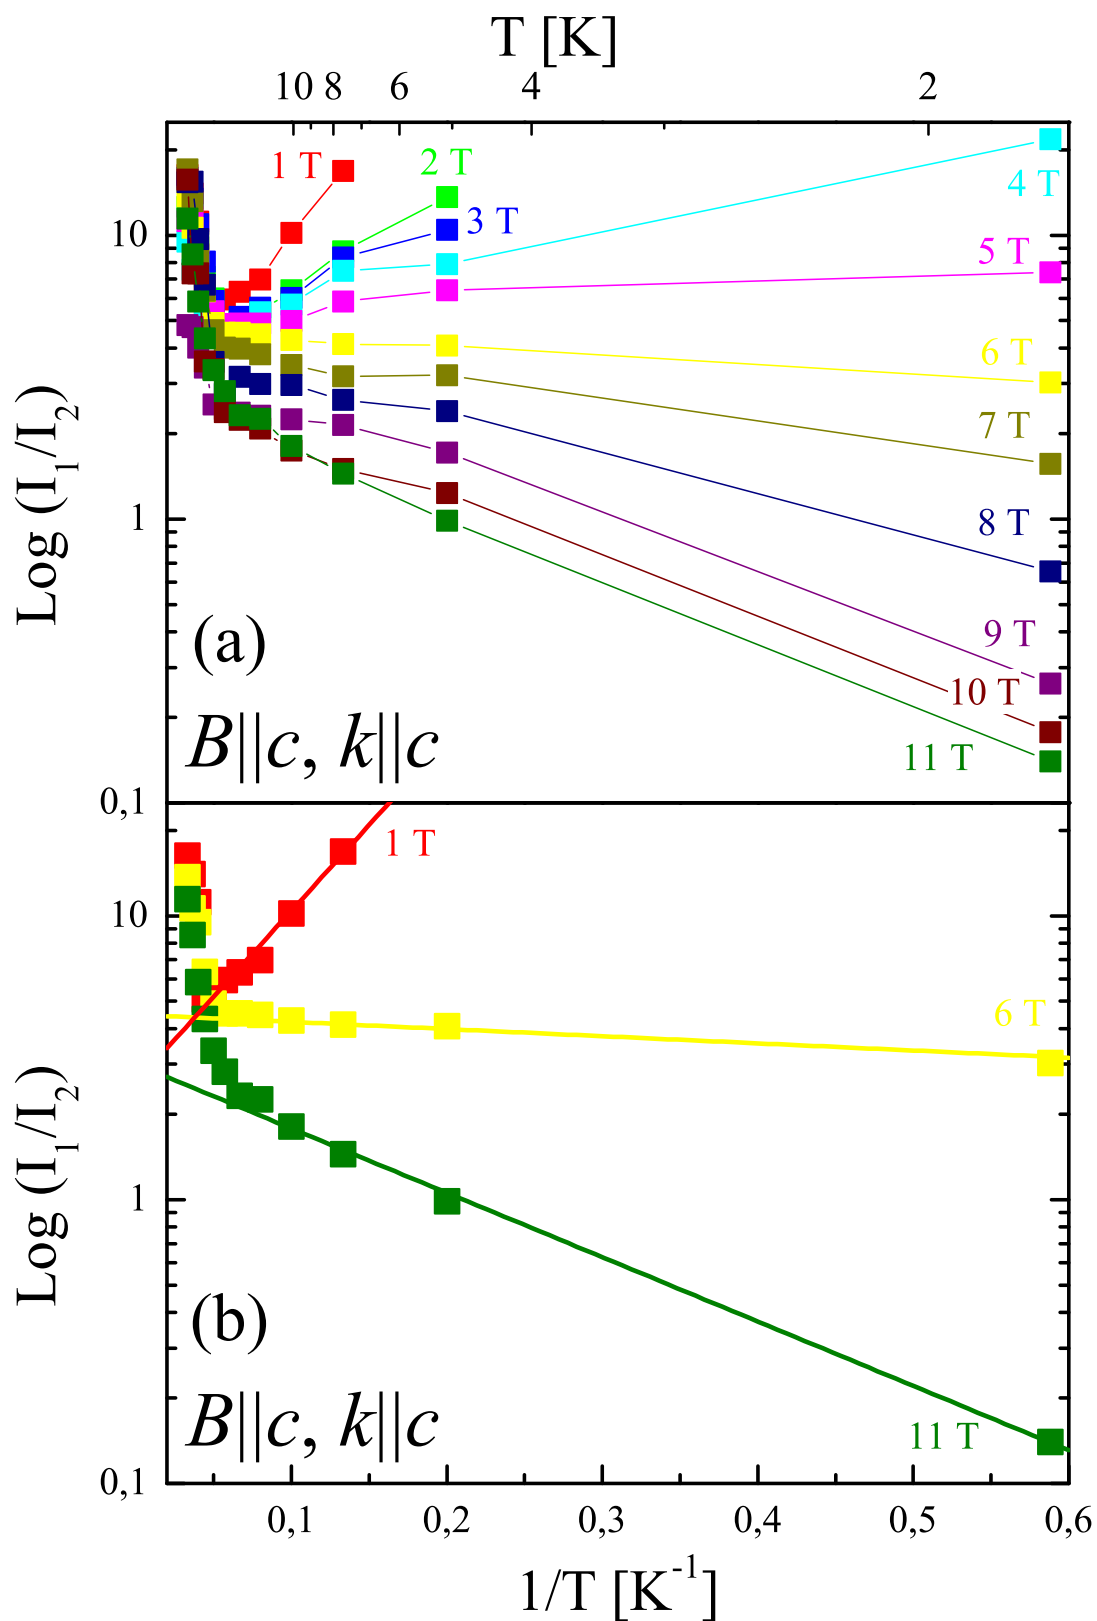 T [K]
10 8 6 4 2
1 T
2 T
3 T
4 T
5 T
6 T
7 T
8 T
9 T
10 T
11 T
10
1
0,1
Log (I₁/I₂)
(a)
B||c, k||c
1 T
6 T
11 T
10
1
0,1
Log (I₁/I₂)
(b)
B||c, k||c
0,1 0,2 0,3 0,4 0,5 0,6
1/T [K⁻¹]